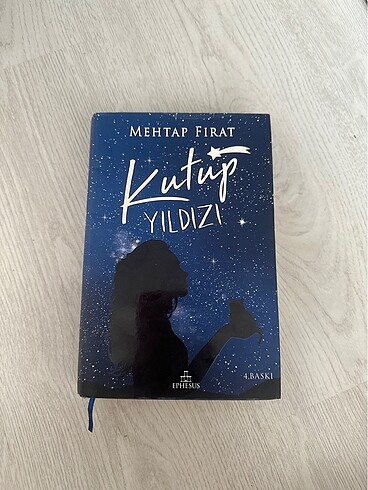 MEHTAP FIRAT
Kutup
YILDIZI
4.BASKI
EPHESUS